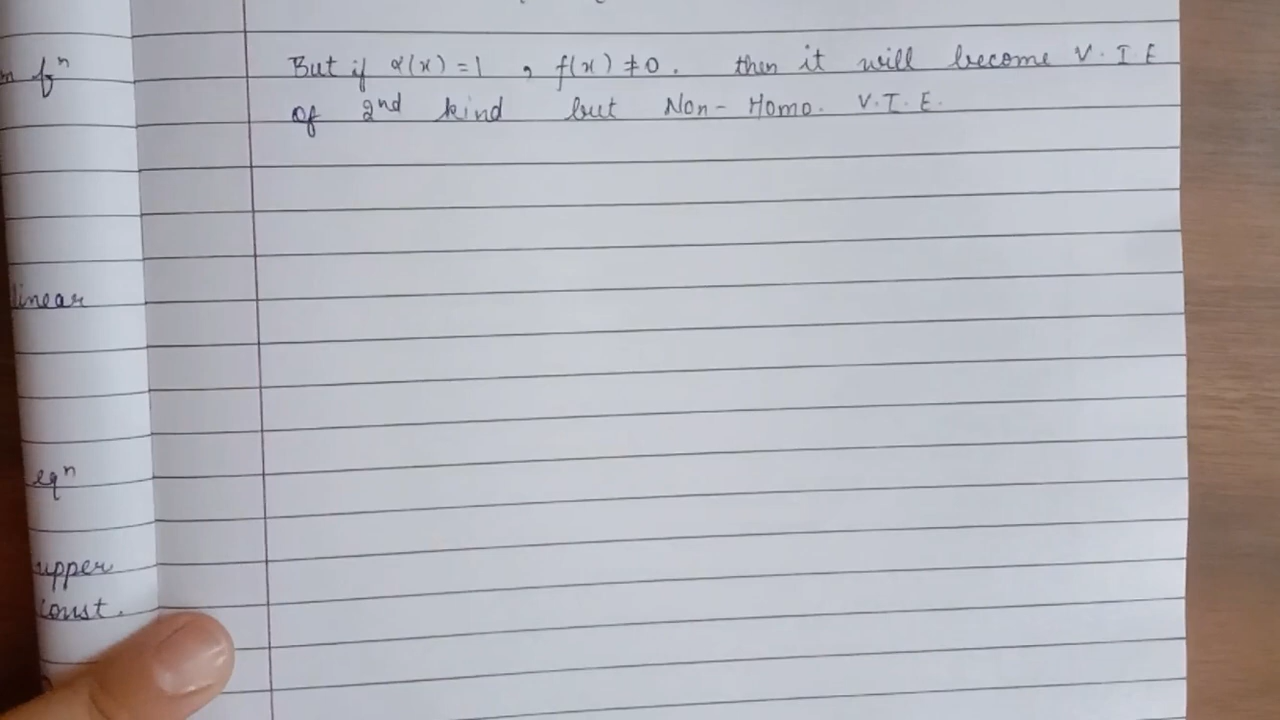 fⁿ
But if α(x) = 1 , f(x) ≠ 0 . then it will become V.I.E
of 2nd kind but Non-Homo. V.I.E.
linear
eqⁿ
upper
const.